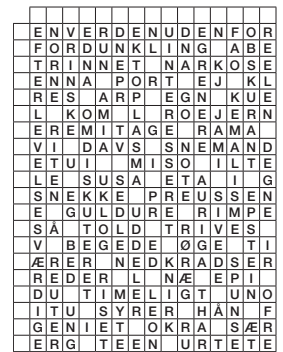 ENVERDENUDENFOR
FORDUNKLING ABE
TRINNET NARKOSE
ENNA PORT EJ KL
RES ARP EGN KUE
L KOM L ROEJERN
EREMITAGE RAMA
VI DAVS SNEMAND
ETUI MISO ILTE
LE SUSA ETA I G
SNEKKE PREUSSEN
E GULDURE RIMPE
SÅ TOLD TRIVES
V BEGEDE ØGE TI
ÆRER NEDKRADSER
REDER L NÆ EPI
DU TIMELIGT UNO
ITU SYRER HÅN F
GENIET OKRA SÆR
ERG TEEN URTETE